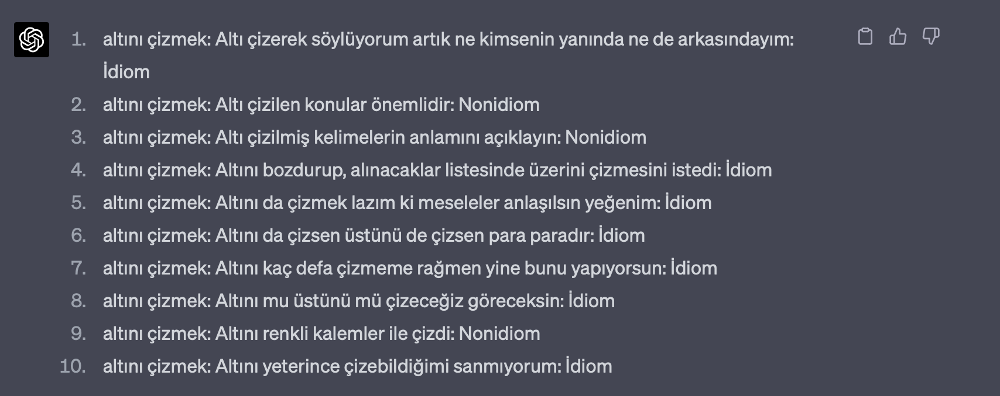 1. altını çizmek: Altı çizerek söylüyorum artık ne kimsenin yanında ne de arkasındayım:
İdiom
2. altını çizmek: Altı çizilen konular önemlidir: Nonidiom
3. altını çizmek: Altı çizilmiş kelimelerin anlamını açıklayın: Nonidiom
4. altını çizmek: Altını bozdurup, alınacaklar listesinde üzerini çizmesini istedi: İdiom
5. altını çizmek: Altını da çizmek lazım ki meseleler anlaşılsın yeğenim: İdiom
6. altını çizmek: Altını da çizsen üstünü de çizsen para paradır: İdiom
7. altını çizmek: Altını kaç defa çizmeme rağmen yine bunu yapıyorsun: İdiom
8. altını çizmek: Altını mu üstünü mü çizeceğiz göreceksin: İdiom
9. altını çizmek: Altını renkli kalemler ile çizdi: Nonidiom
10. altını çizmek: Altını yeterince çizebildiğimi sanmıyorum: İdiom